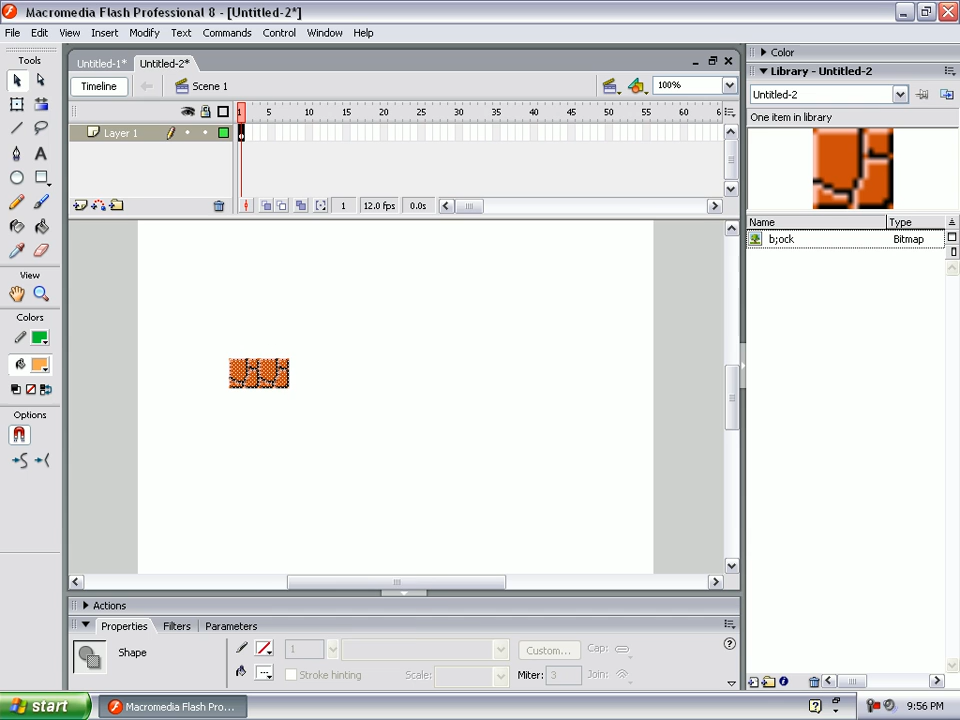 Macromedia Flash Professional 8 - [Untitled-2*]
File Edit View Insert Modify Text Commands Control Window Help
Tools
Untitled-1* Untitled-2*
Color
Library - Untitled-2
Timeline Scene 1 100%
Untitled-2
1 5 10 15 20 25 30 35 40 45 50 55 60 6
One item in library
Layer 1
1 12.0 fps 0.0s
Name Type
b;ock Bitmap
View
Colors
Options
Actions
Properties Filters Parameters
Shape
1 Custom... Cap:
Stroke hinting Scale: Miter: 3 Join:
start Macromedia Flash Pro... 9:56 PM